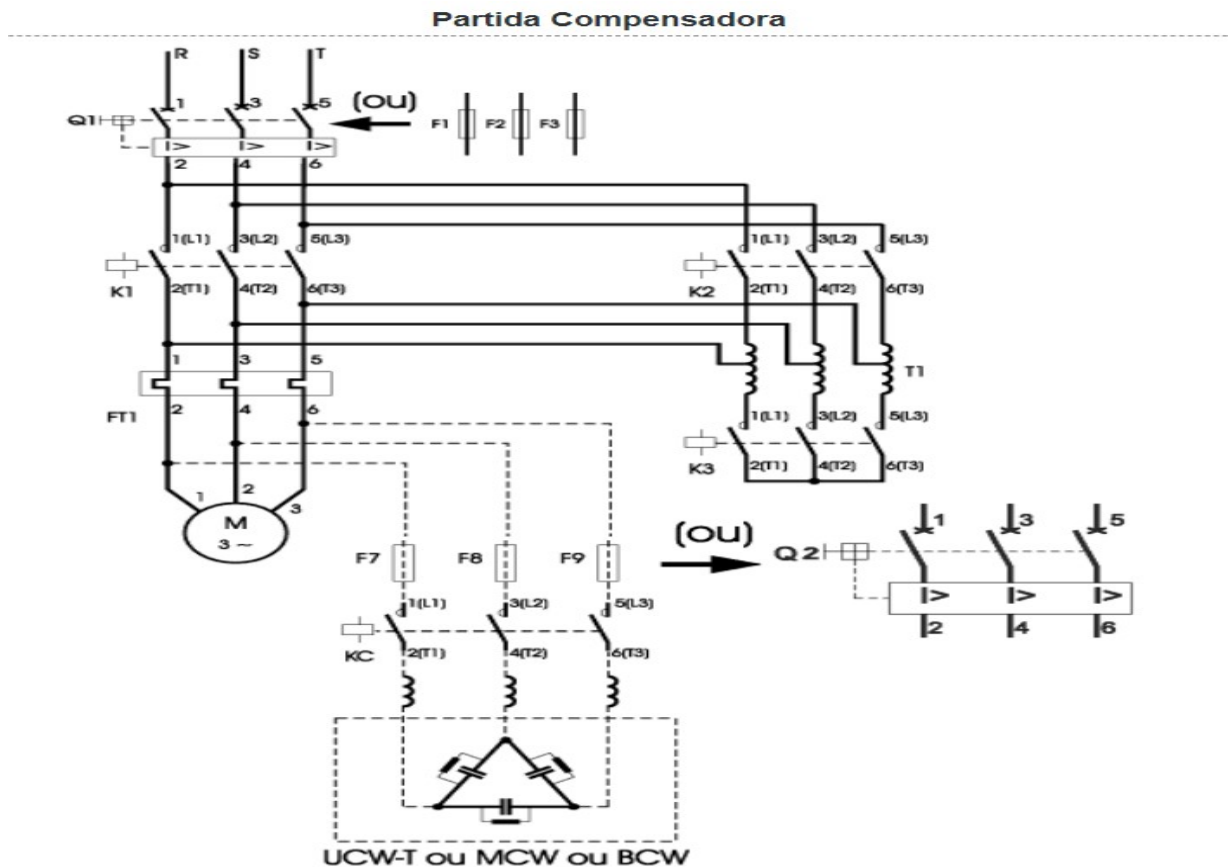 Partida Compensadora
R S T
1 3 5
Q1
(ou)
F1 F2 F3
> > >
2 4 6
1(L1) 3(L2) 5(L3)
1(L1) 3(L2) 5(L3)
K1
2(T1) 4(T2) 6(T3)
K2
2(T1) 4(T2) 6(T3)
1 3 5
T1
FT1
2 4 6
1(L1) 3(L2) 5(L3)
K3
2(T1) 4(T2) 6(T3)
1 2 3
M
3 ~
(ou)
1 3 5
Q2
> > >
2 4 6
F7 F8 F9
1(L1) 3(L2) 5(L3)
KC
2(T1) 4(T2) 6(T3)
UCW-T ou MCW ou BCW